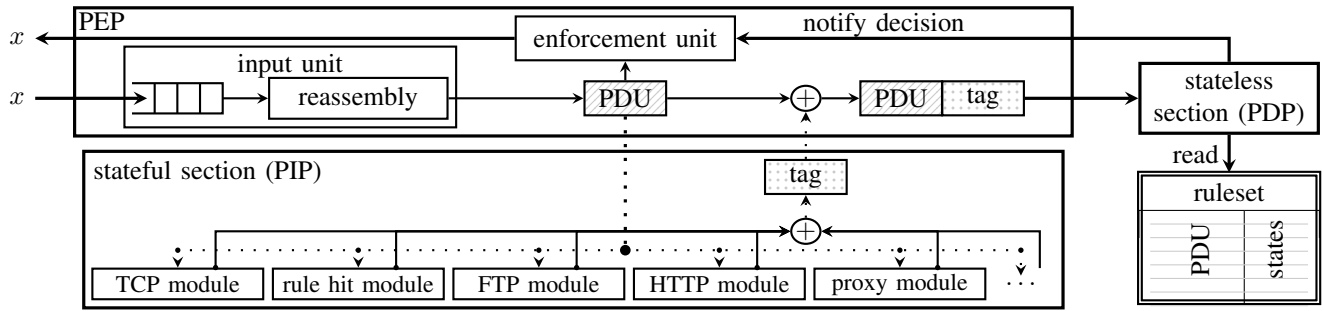 PEP
x
enforcement unit
notify decision
input unit
x
reassembly
PDU
+
PDU
tag
stateless
section (PDP)
stateful section (PIP)
tag
read
ruleset
PDU
states
+
TCP module
rule hit module
FTP module
HTTP module
proxy module
...